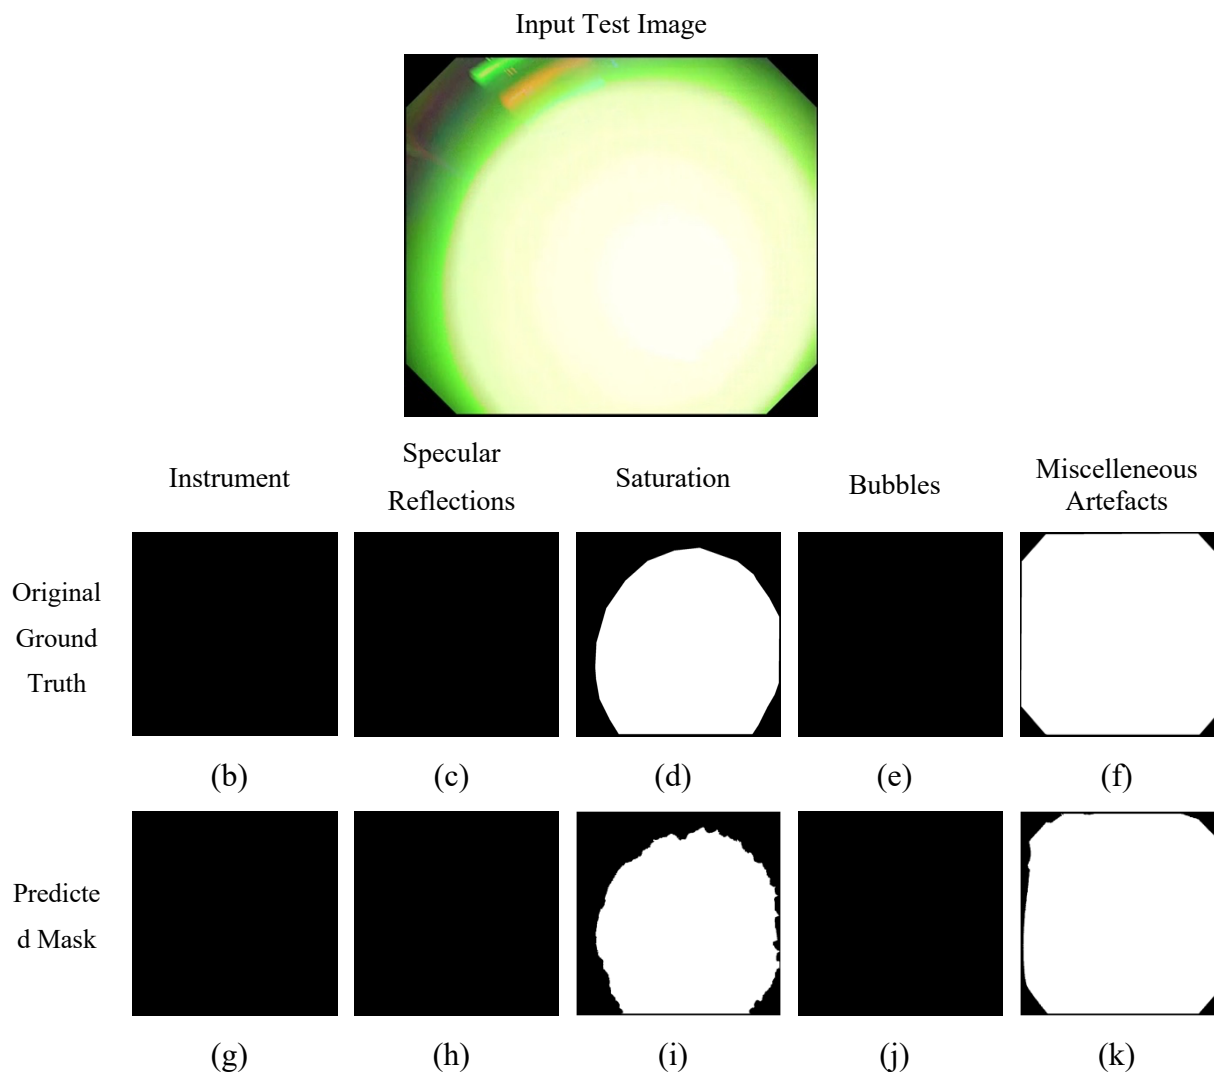 Input Test Image
Instrument
Specular
Reflections
Saturation
Bubbles
Miscelleneous
Artefacts
Original
Ground
Truth
(b)
(c)
(d)
(e)
(f)
Predicte
d Mask
(g)
(h)
(i)
(j)
(k)